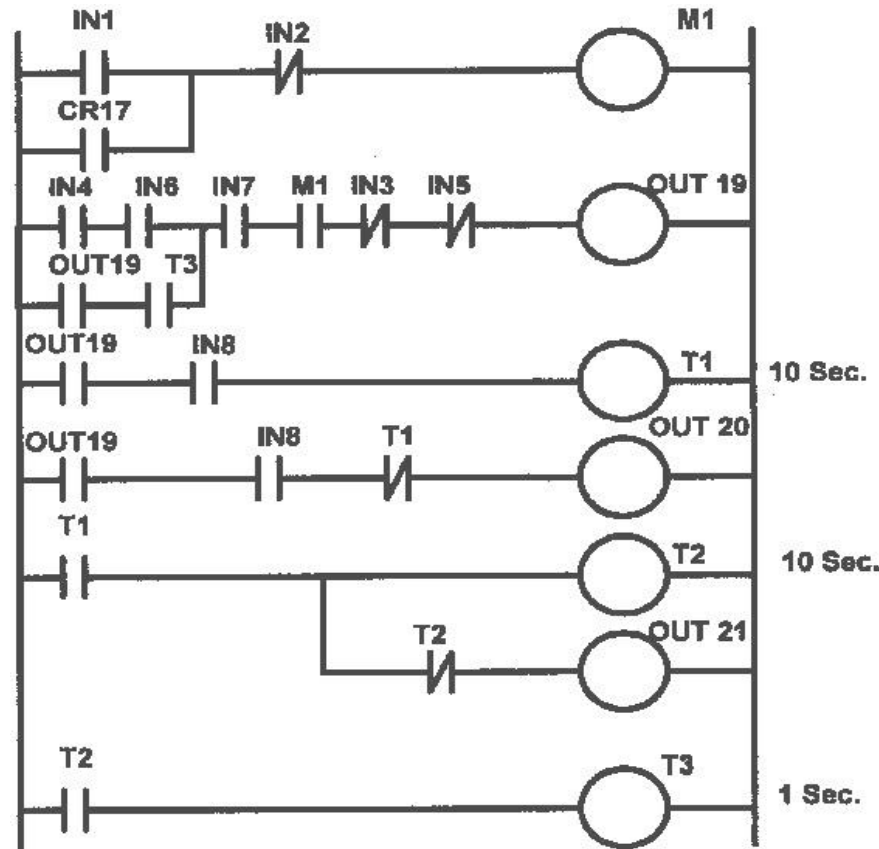 IN1 IN2 M1
CR17
IN4 IN6 IN7 M1 IN3 IN5 OUT 19
OUT19 T3
OUT19 IN8 T1 10 Sec.
OUT19 IN8 T1 OUT 20
T1 T2 10 Sec.
T2 OUT 21
T2 T3 1 Sec.